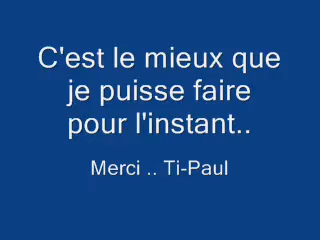 C'est le mieux que
je puisse faire
pour l'instant..
Merci .. Ti-Paul